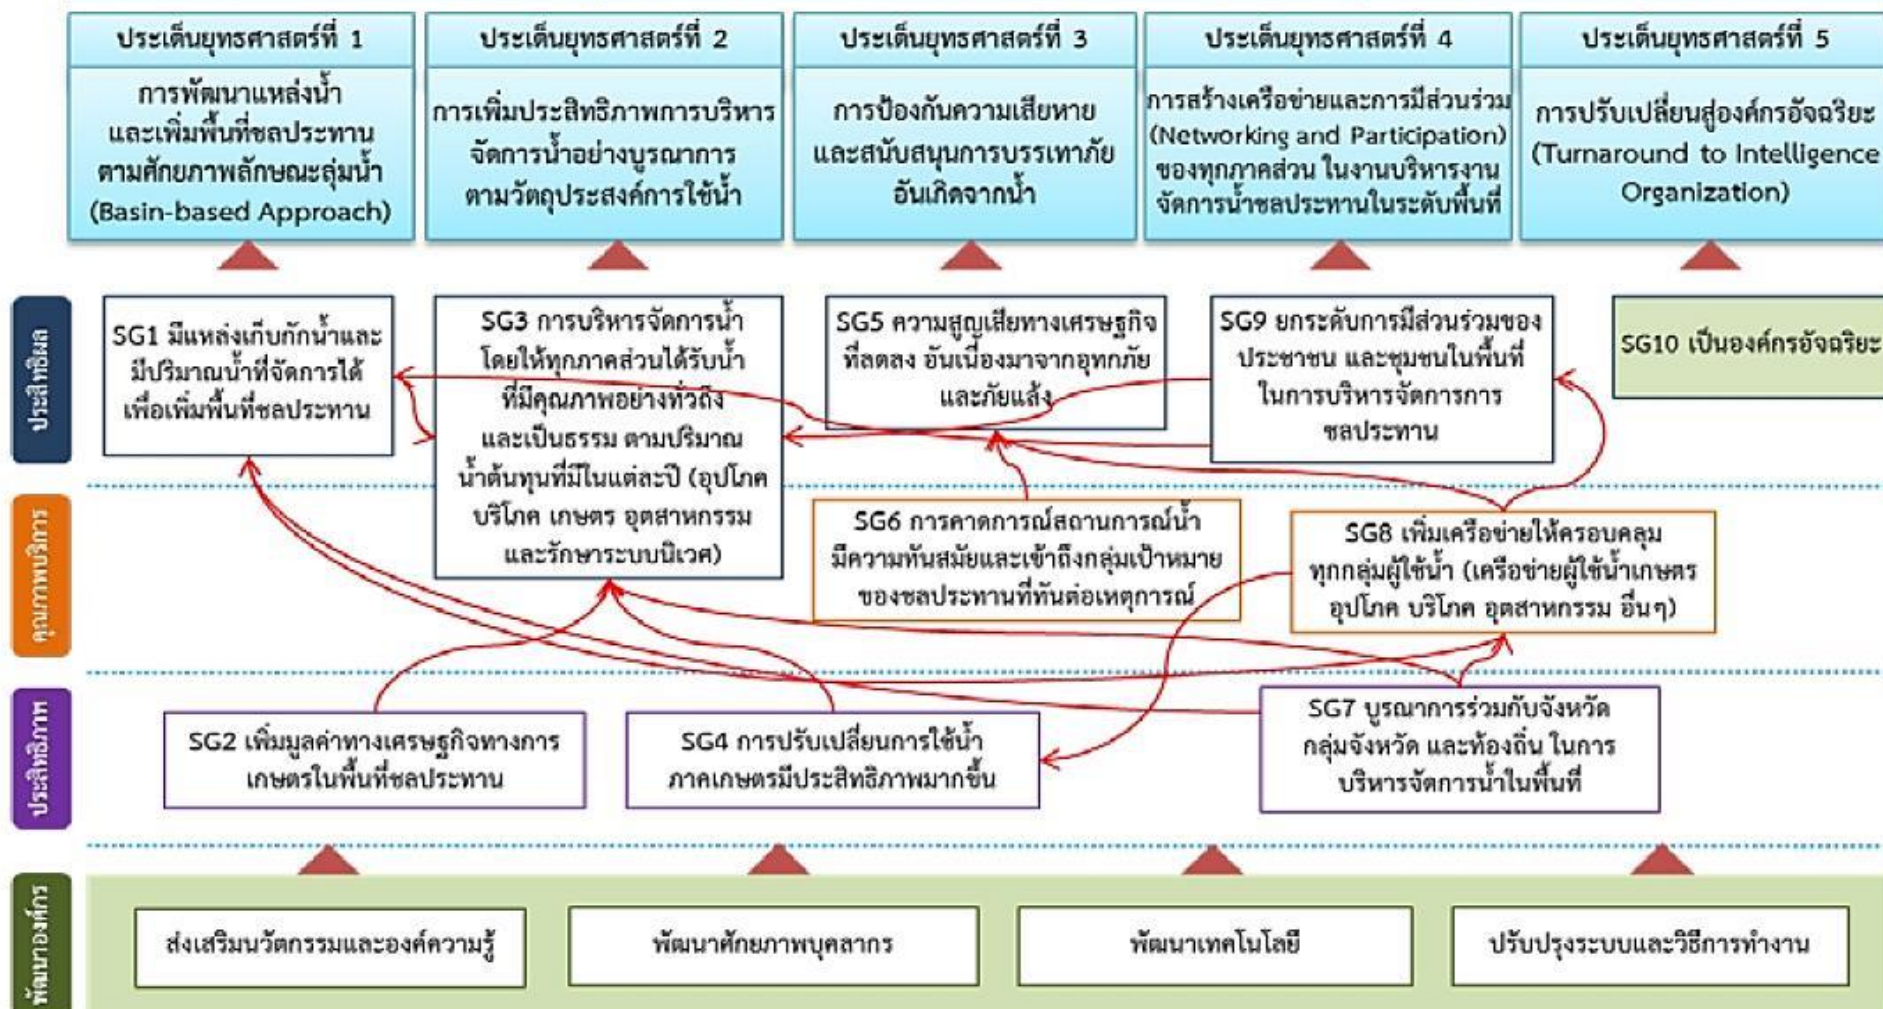 ประเด็นยุทธศาสตร์ที่ 1
การพัฒนาแหล่งน้ำ
และเพิ่มพื้นที่ชลประทาน
ตามศักยภาพลักษณะลุ่มน้ำ
(Basin-based Approach)
ประเด็นยุทธศาสตร์ที่ 2
การเพิ่มประสิทธิภาพการบริหาร
จัดการน้ำอย่างบูรณาการ
ตามวัตถุประสงค์การใช้น้ำ
ประเด็นยุทธศาสตร์ที่ 3
การป้องกันความเสียหาย
และสนับสนุนการบรรเทาภัย
อันเกิดจากน้ำ
ประเด็นยุทธศาสตร์ที่ 4
การสร้างเครือข่ายและการมีส่วนร่วม
(Networking and Participation)
ของทุกภาคส่วน ในงานบริหารงาน
จัดการน้ำชลประทานในระดับพื้นที่
ประเด็นยุทธศาสตร์ที่ 5
การปรับเปลี่ยนสู่องค์กรอัจฉริยะ
(Turnaround to Intelligence
Organization)
ประสิทธิผล
SG1 มีแหล่งเก็บกักน้ำและ
มีปริมาณน้ำที่จัดการได้
เพื่อเพิ่มพื้นที่ชลประทาน
SG3 การบริหารจัดการน้ำ
โดยให้ทุกภาคส่วนได้รับน้ำ
ที่มีคุณภาพอย่างทั่วถึง
และเป็นธรรม ตามปริมาณ
น้ำต้นทุนที่มีในแต่ละปี (อุปโภค
บริโภค เกษตร อุตสาหกรรม
และรักษาระบบนิเวศ)
SG5 ความสูญเสียทางเศรษฐกิจ
ที่ลดลง อันเนื่องมาจากอุทกภัย
และภัยแล้ง
SG9 ยกระดับการมีส่วนร่วมของ
ประชาชน และชุมชนในพื้นที่
ในการบริหารจัดการการ
ชลประทาน
SG10 เป็นองค์กรอัจฉริยะ
คุณภาพบริการ
SG6 การคาดการณ์สถานการณ์น้ำ
มีความทันสมัยและเข้าถึงกลุ่มเป้าหมาย
ของชลประทานที่ทันต่อเหตุการณ์
SG8 เพิ่มเครือข่ายให้ครอบคลุม
ทุกกลุ่มผู้ใช้น้ำ (เครือข่ายผู้ใช้น้ำเกษตร
อุปโภค บริโภค อุตสาหกรรม อื่นๆ)
ประสิทธิภาพ
SG2 เพิ่มมูลค่าทางเศรษฐกิจทางการ
เกษตรในพื้นที่ชลประทาน
SG4 การปรับเปลี่ยนการใช้น้ำ
ภาคเกษตรมีประสิทธิภาพมากขึ้น
SG7 บูรณาการร่วมกับจังหวัด
กลุ่มจังหวัด และท้องถิ่น ในการ
บริหารจัดการน้ำในพื้นที่
พัฒนาองค์กร
ส่งเสริมนวัตกรรมและองค์ความรู้
พัฒนาศักยภาพบุคลากร
พัฒนาเทคโนโลยี
ปรับปรุงระบบและวิธีการทำงาน